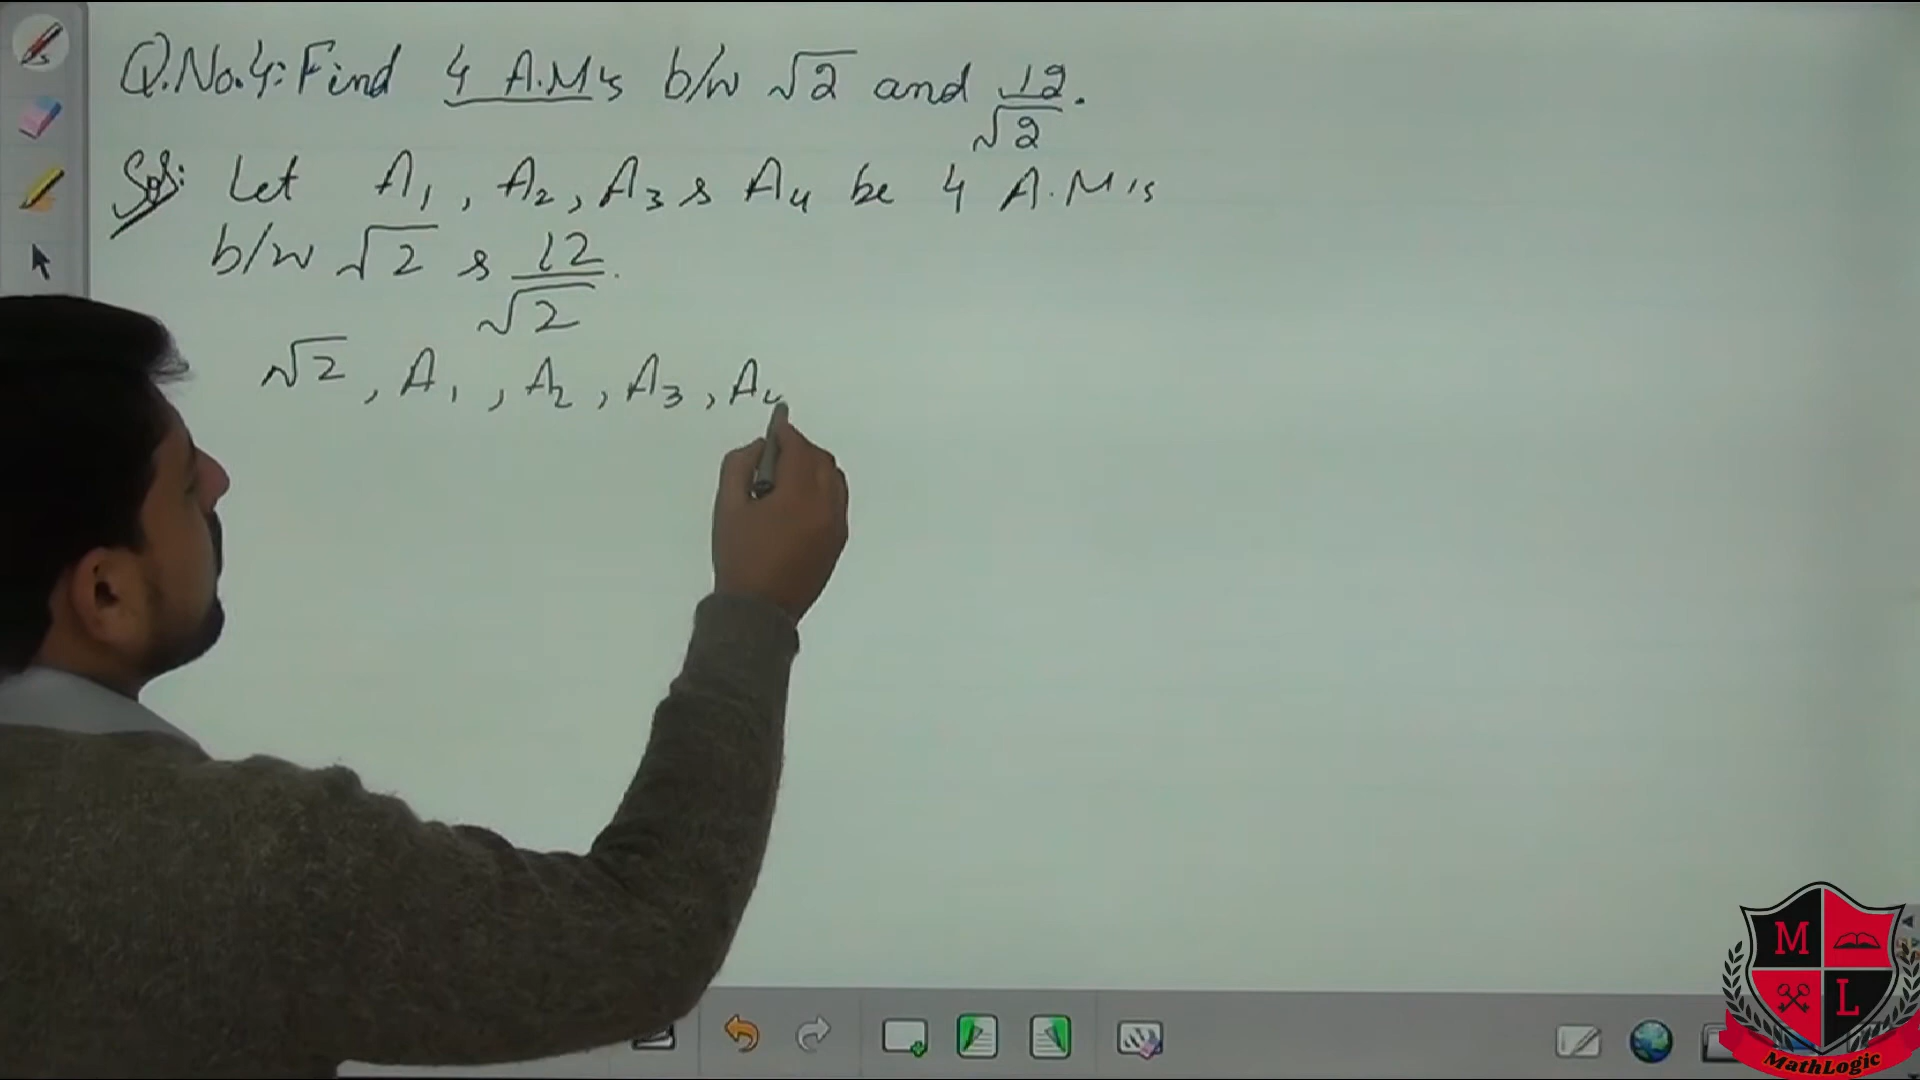 Q.No.4: Find 4 A.M's b/w √2 and 12/√2.
Sol: Let A₁, A₂, A₃ & A₄ be 4 A.M's
b/w √2 & 12/√2.
√2, A₁, A₂, A₃, A₄
M
L
MathLogic